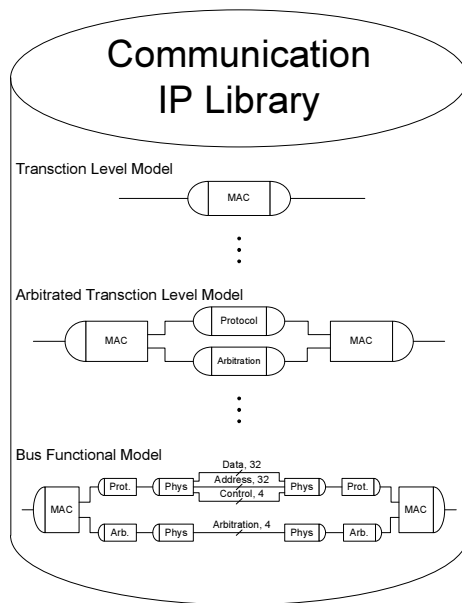 Communication
IP Library
Transction Level Model
MAC
Arbitrated Transction Level Model
Protocol
MAC
MAC
Arbitration
Bus Functional Model
Data, 32
Address, 32
Prot.
Phys
Phys
Prot.
Control, 4
MAC
MAC
Arbitration, 4
Arb.
Phys
Phys
Arb.